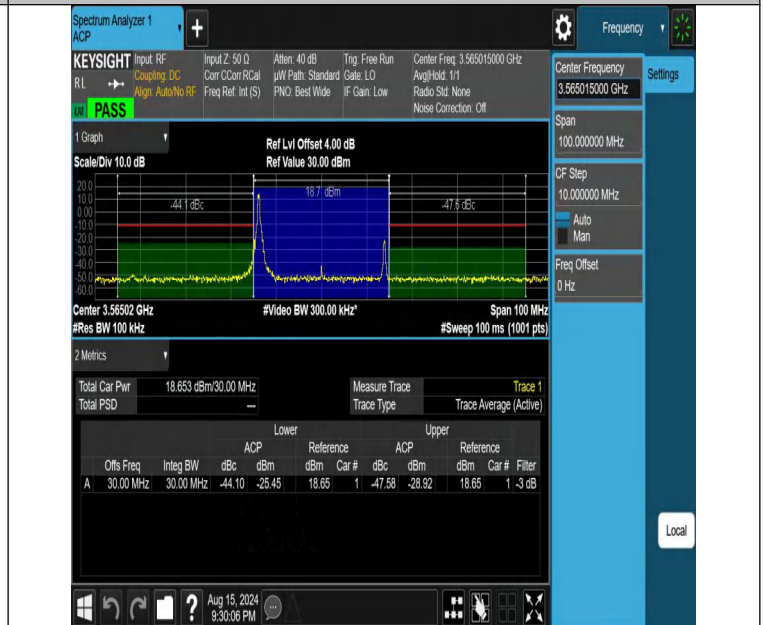 Spectrum Analyzer 1
ACP
+
Frequency
KEYSIGHT Input: RF Input Z: 50 Ω Atten: 40 dB Trig: Free Run Center Freq: 3.565015000 GHz
RL Coupling: DC Corr CCorr RCal µW Path: Standard Gate: LO Avg|Hold: 1/1
Align: Auto/No RF Freq Ref: Int (S) PNO: Best Wide IF Gain: Low Radio Std: None
PASS Noise Correction: Off
Center Frequency
3.565015000 GHz
Settings
Span
100.000000 MHz
CF Step
10.000000 MHz
Auto
Man
Freq Offset
0 Hz
1 Graph
Ref Lvl Offset 4.00 dB
Scale/Div 10.0 dB Ref Value 30.00 dBm
20.0
10.0
0.00
-10.0
-20.0
-30.0
-40.0
-50.0
-60.0
-44.1 dBc 18.7 dBm -47.6 dBc
Center 3.56502 GHz #Video BW 300.00 kHz* Span 100 MHz
#Res BW 100 kHz #Sweep 100 ms (1001 pts)
2 Metrics
Total Car Pwr 18.653 dBm/30.00 MHz Measure Trace Trace 1
Total PSD --- Trace Type Trace Average (Active)
Lower Upper
ACP Reference ACP Reference
Offs Freq Integ BW dBc dBm dBm Car # dBc dBm dBm Car # Filter
A 30.00 MHz 30.00 MHz -44.10 -25.45 18.65 1 -47.58 -28.92 18.65 1 -3 dB
Local
?
Aug 15, 2024
9:30:06 PM